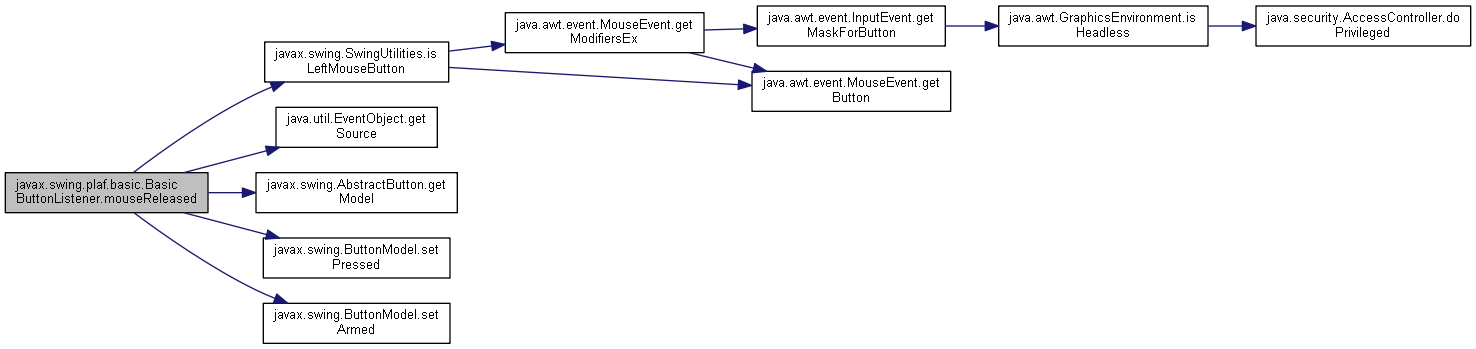 javax.swing.plaf.basic.Basic
ButtonListener.mouseReleased
javax.swing.SwingUtilities.is
LeftMouseButton
java.awt.event.MouseEvent.get
ModifiersEx
java.awt.event.InputEvent.get
MaskForButton
java.awt.GraphicsEnvironment.is
Headless
java.security.AccessController.do
Privileged
java.awt.event.MouseEvent.get
Button
java.util.EventObject.get
Source
javax.swing.AbstractButton.get
Model
javax.swing.ButtonModel.set
Pressed
javax.swing.ButtonModel.set
Armed